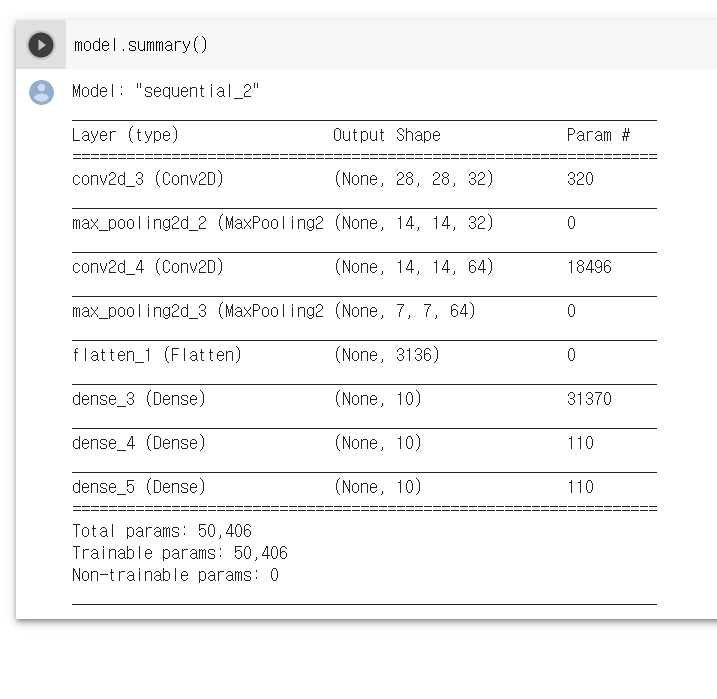 model.summary()
Model: "sequential_2"
_________________________________________________________________
Layer (type)                 Output Shape              Param #
=================================================================
conv2d_3 (Conv2D)            (None, 28, 28, 32)        320
_________________________________________________________________
max_pooling2d_2 (MaxPooling2 (None, 14, 14, 32)        0
_________________________________________________________________
conv2d_4 (Conv2D)            (None, 14, 14, 64)        18496
_________________________________________________________________
max_pooling2d_3 (MaxPooling2 (None, 7, 7, 64)          0
_________________________________________________________________
flatten_1 (Flatten)          (None, 3136)              0
_________________________________________________________________
dense_3 (Dense)              (None, 10)                31370
_________________________________________________________________
dense_4 (Dense)              (None, 10)                110
_________________________________________________________________
dense_5 (Dense)              (None, 10)                110
=================================================================
Total params: 50,406
Trainable params: 50,406
Non-trainable params: 0
_________________________________________________________________